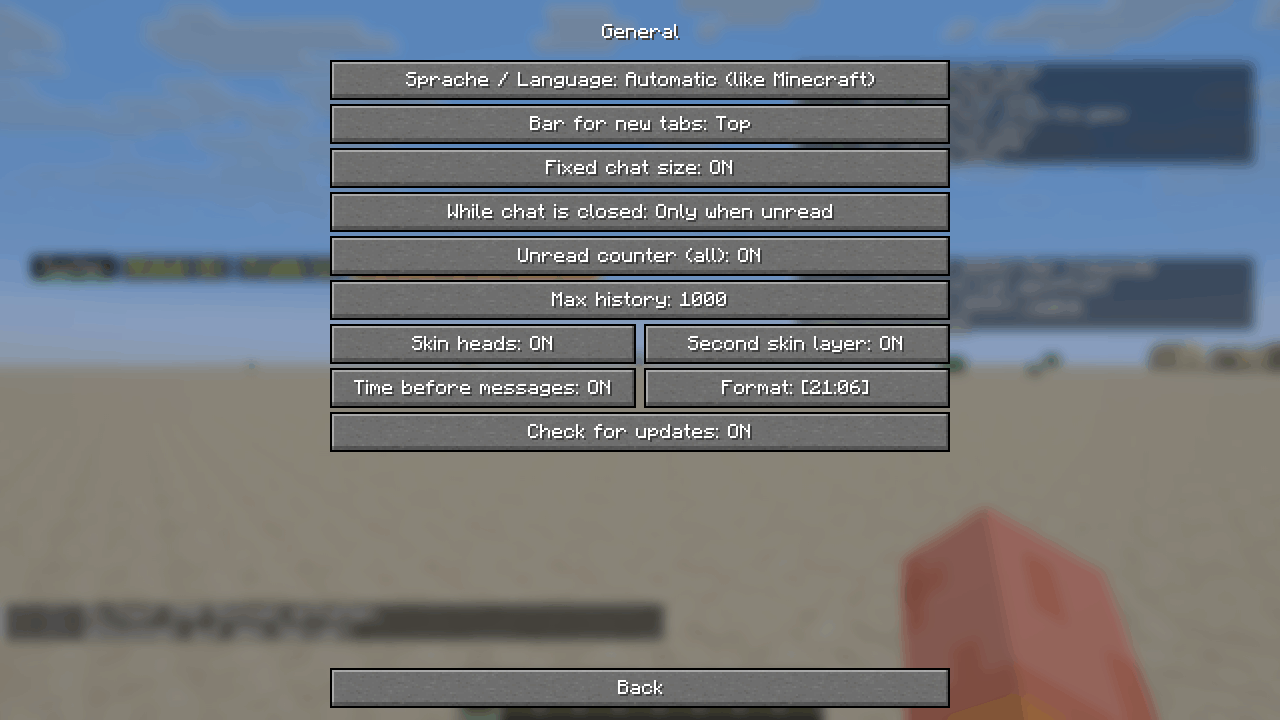 General
Sprache / Language: Automatic (like Minecraft)
Bar for new tabs: Top
Fixed chat size: ON
While chat is closed: Only when unread
Unread counter (all): ON
Max history: 1000
Skin heads: ON
Second skin layer: ON
Time before messages: ON
Format: [21:06]
Check for updates: ON
Back